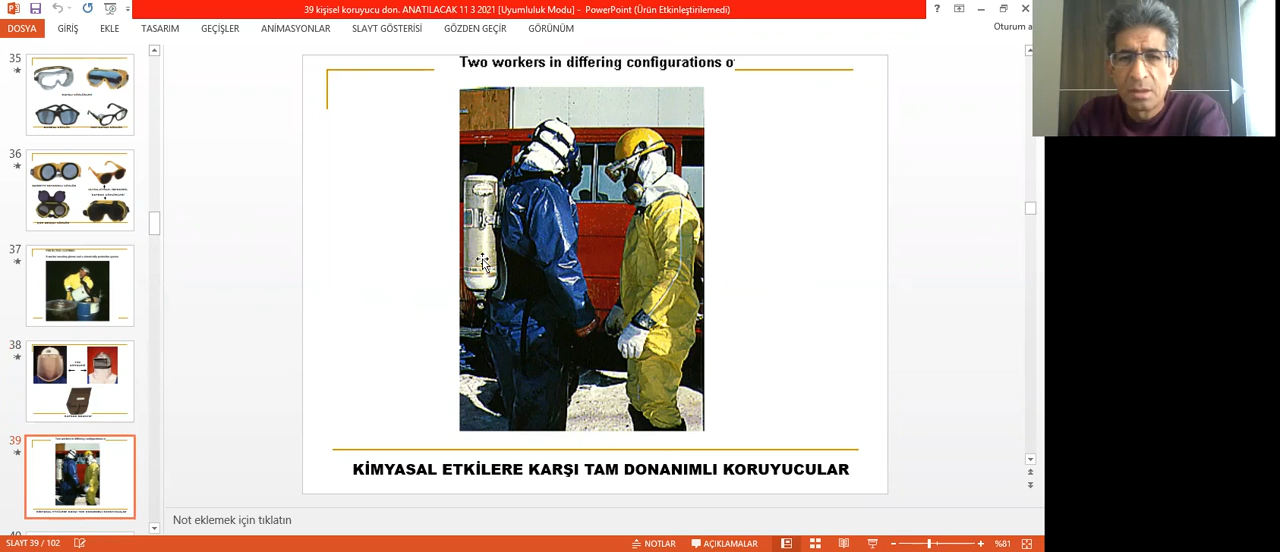 39 kişisel koruyucu don. ANATILACAK 11 3 2021 [Uyumluluk Modu] - PowerPoint (Ürün Etkinleştirilemedi)
DOSYA GİRİŞ EKLE TASARIM GEÇİŞLER ANİMASYONLAR SLAYT GÖSTERİSİ GÖZDEN GEÇİR GÖRÜNÜM Oturum a
35
36
37
38
39
Two workers in differing configurations o
KİMYASAL ETKİLERE KARŞI TAM DONANIMLI KORUYUCULAR
Not eklemek için tıklatın
SLAYT 39 / 102 NOTLAR AÇIKLAMALAR %81